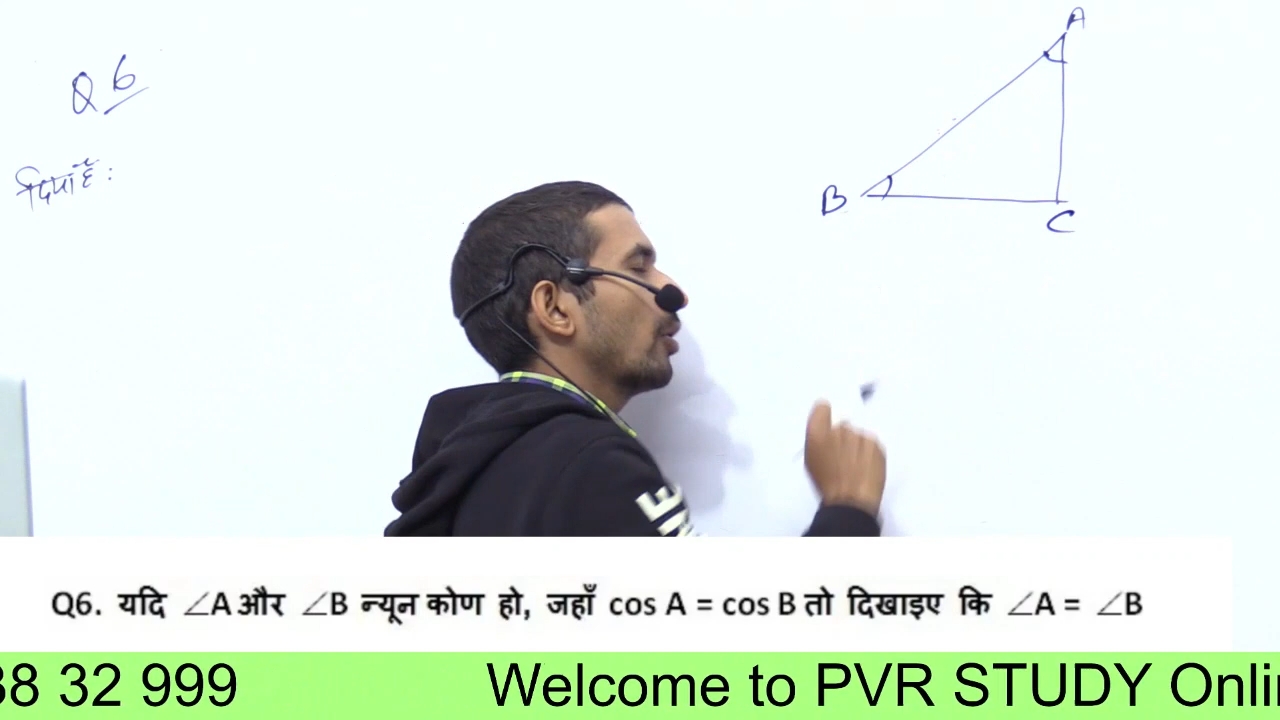 Q 6
दिया है :
A
B
C
Q6. यदि ∠A और ∠B न्यून कोण हो, जहाँ cos A = cos B तो दिखाइए कि ∠A = ∠B
38 32 999 Welcome to PVR STUDY Onli